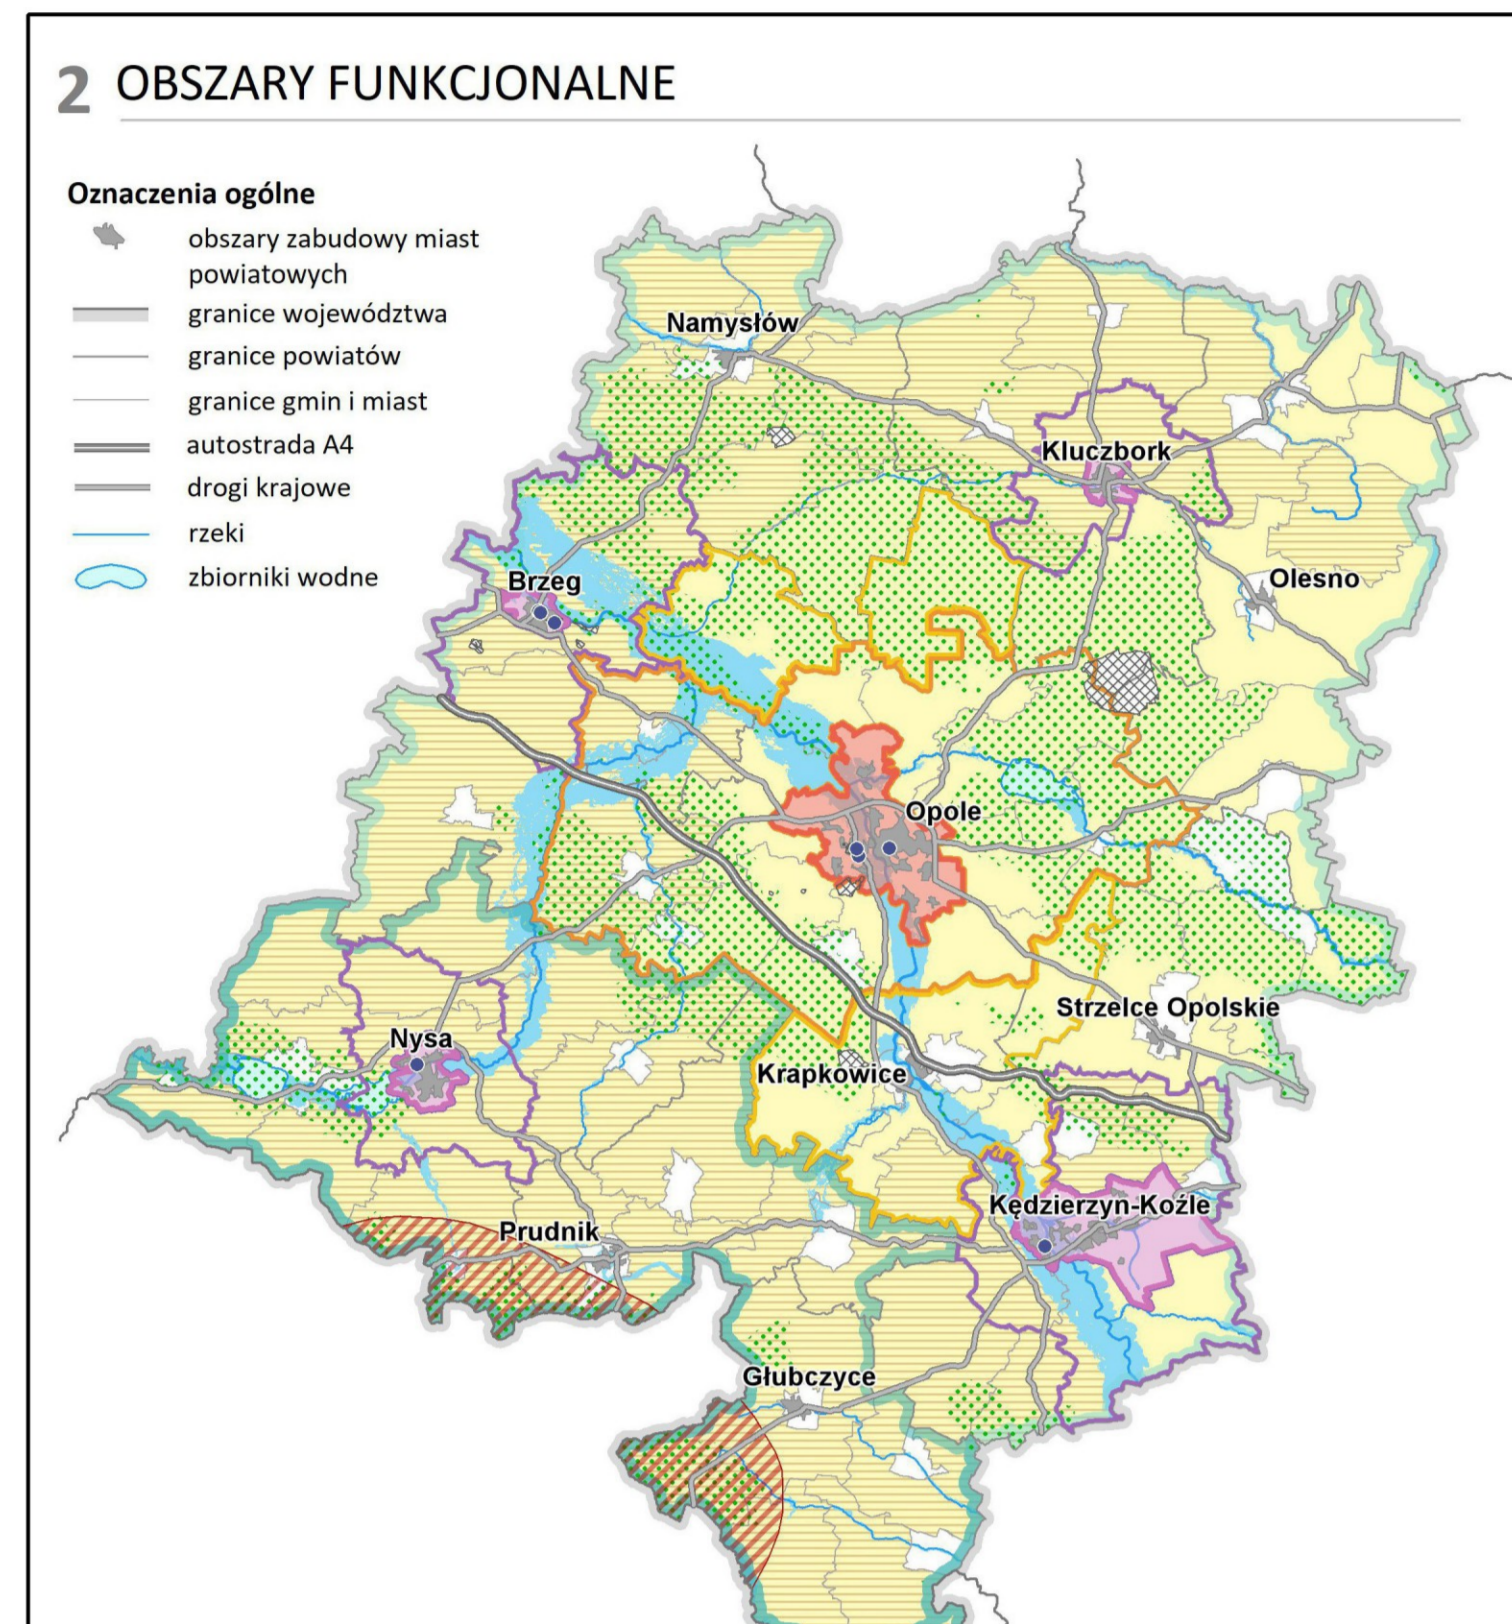 2 OBSZARY FUNKCJONALNE
Oznaczenia ogólne
obszary zabudowy miast
powiatowych
granice województwa
granice powiatów
granice gmin i miast
autostrada A4
drogi krajowe
rzeki
zbiorniki wodne
Namysłów
Kluczbork
Brzeg
Olesno
Opole
Strzelce Opolskie
Nysa
Krapkowice
Kędzierzyn-Koźle
Prudnik
Głubczyce